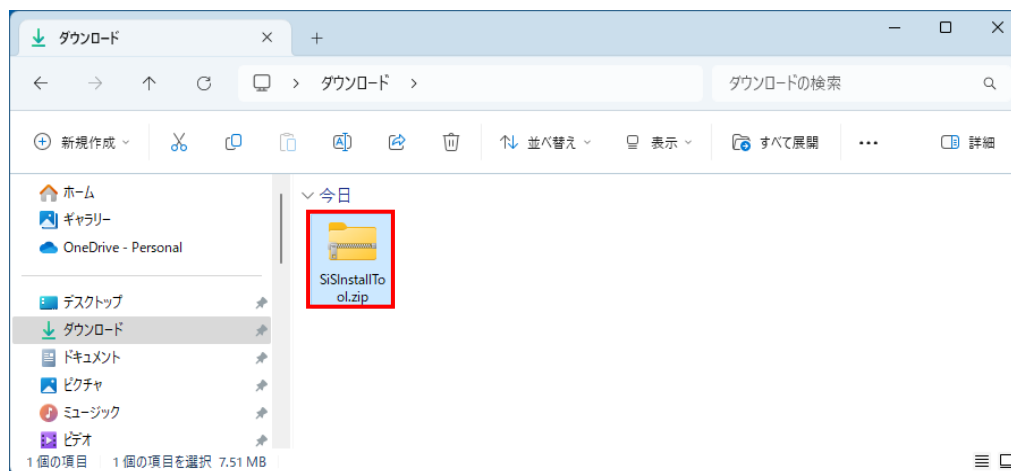 ダウンロード
ダウンロード
ダウンロードの検索
新規作成
並べ替え
表示
すべて展開
詳細
ホーム
ギャラリー
OneDrive - Personal
デスクトップ
ダウンロード
ドキュメント
ピクチャ
ミュージック
ビデオ
今日
SiSInstallTo
ol.zip
1 個の項目
1 個の項目を選択 7.51 MB